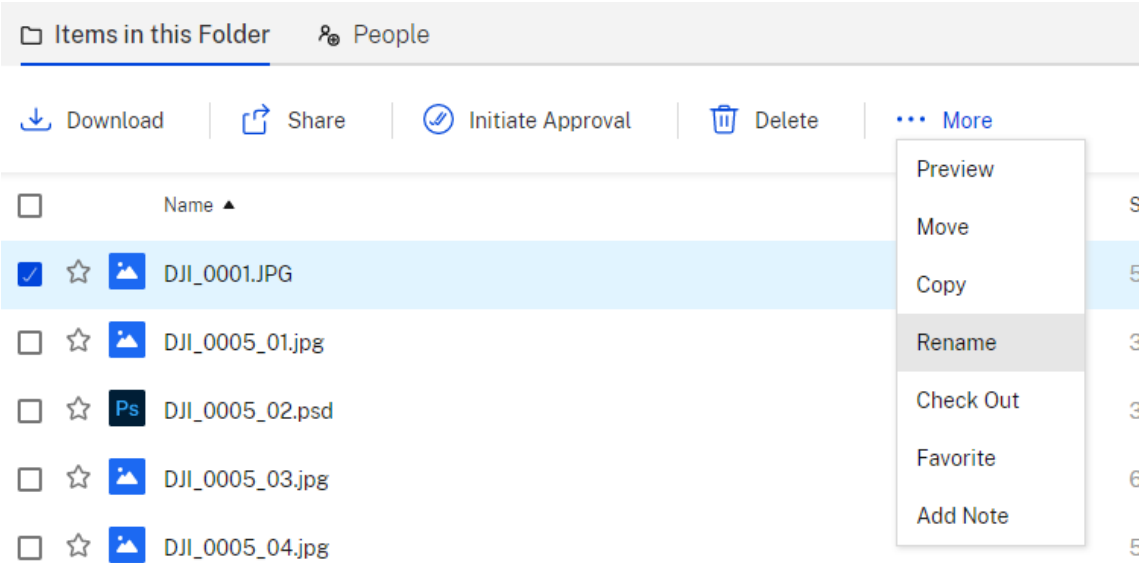 Items in this Folder People
Download Share Initiate Approval Delete More
Preview
Name
Move
DJI_0001.JPG
Copy
DJI_0005_01.jpg
Rename
Check Out
Ps DJI_0005_02.psd
Favorite
DJI_0005_03.jpg
Add Note
DJI_0005_04.jpg